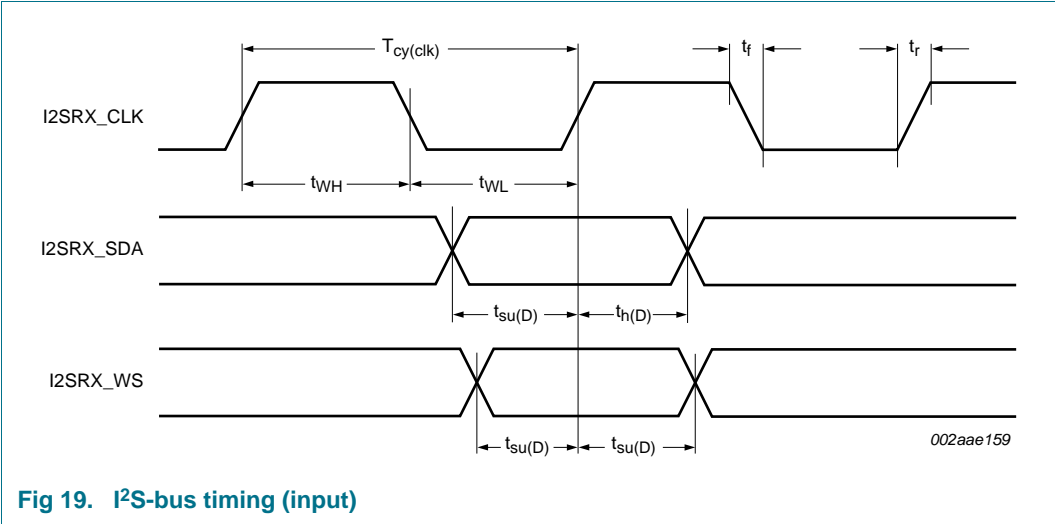 T_cy(clk)
t_f
t_r
I2SRX_CLK
t_WH
t_WL
I2SRX_SDA
t_su(D)
t_h(D)
I2SRX_WS
t_su(D)
t_su(D)
002aae159
Fig 19. I²S-bus timing (input)